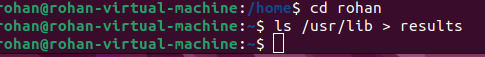 rohan@rohan-virtual-machine:/home$ cd rohan
rohan@rohan-virtual-machine:~$ ls /usr/lib > results
rohan@rohan-virtual-machine:~$